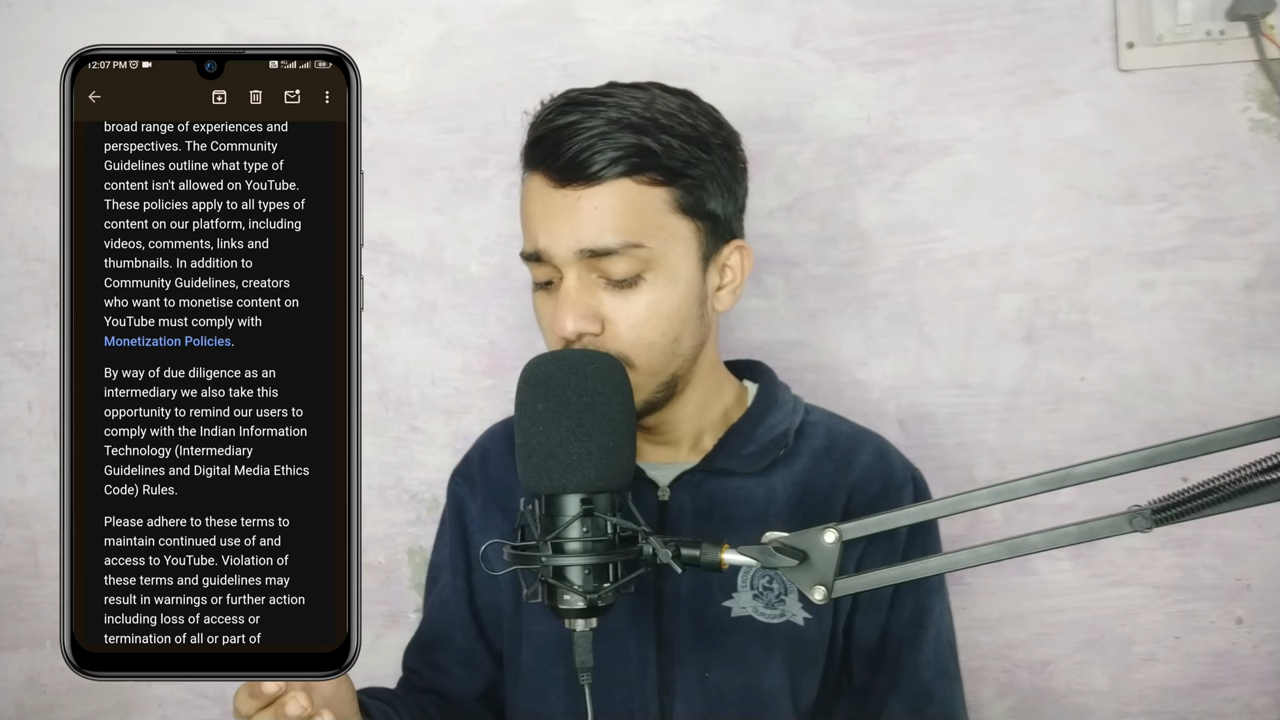 12:07 PM
broad range of experiences and
perspectives. The Community
Guidelines outline what type of
content isn't allowed on YouTube.
These policies apply to all types of
content on our platform, including
videos, comments, links and
thumbnails. In addition to
Community Guidelines, creators
who want to monetise content on
YouTube must comply with
Monetization Policies.
By way of due diligence as an
intermediary we also take this
opportunity to remind our users to
comply with the Indian Information
Technology (Intermediary
Guidelines and Digital Media Ethics
Code) Rules.
Please adhere to these terms to
maintain continued use of and
access to YouTube. Violation of
these terms and guidelines may
result in warnings or further action
including loss of access or
termination of all or part of